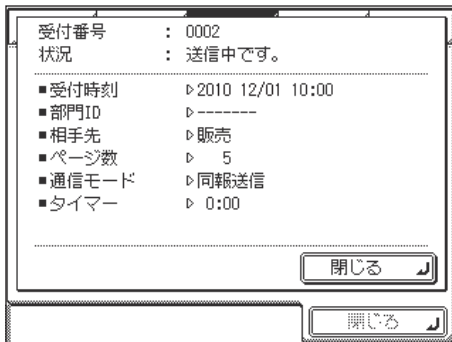 受付番号 : 0002
状況 : 送信中です。
■受付時刻 ▷2010 12/01 10:00
■部門ID ▷-------
■相手先 ▷販売
■ページ数 ▷ 5
■通信モード ▷同報送信
■タイマー ▷ 0:00
閉じる
閉じる